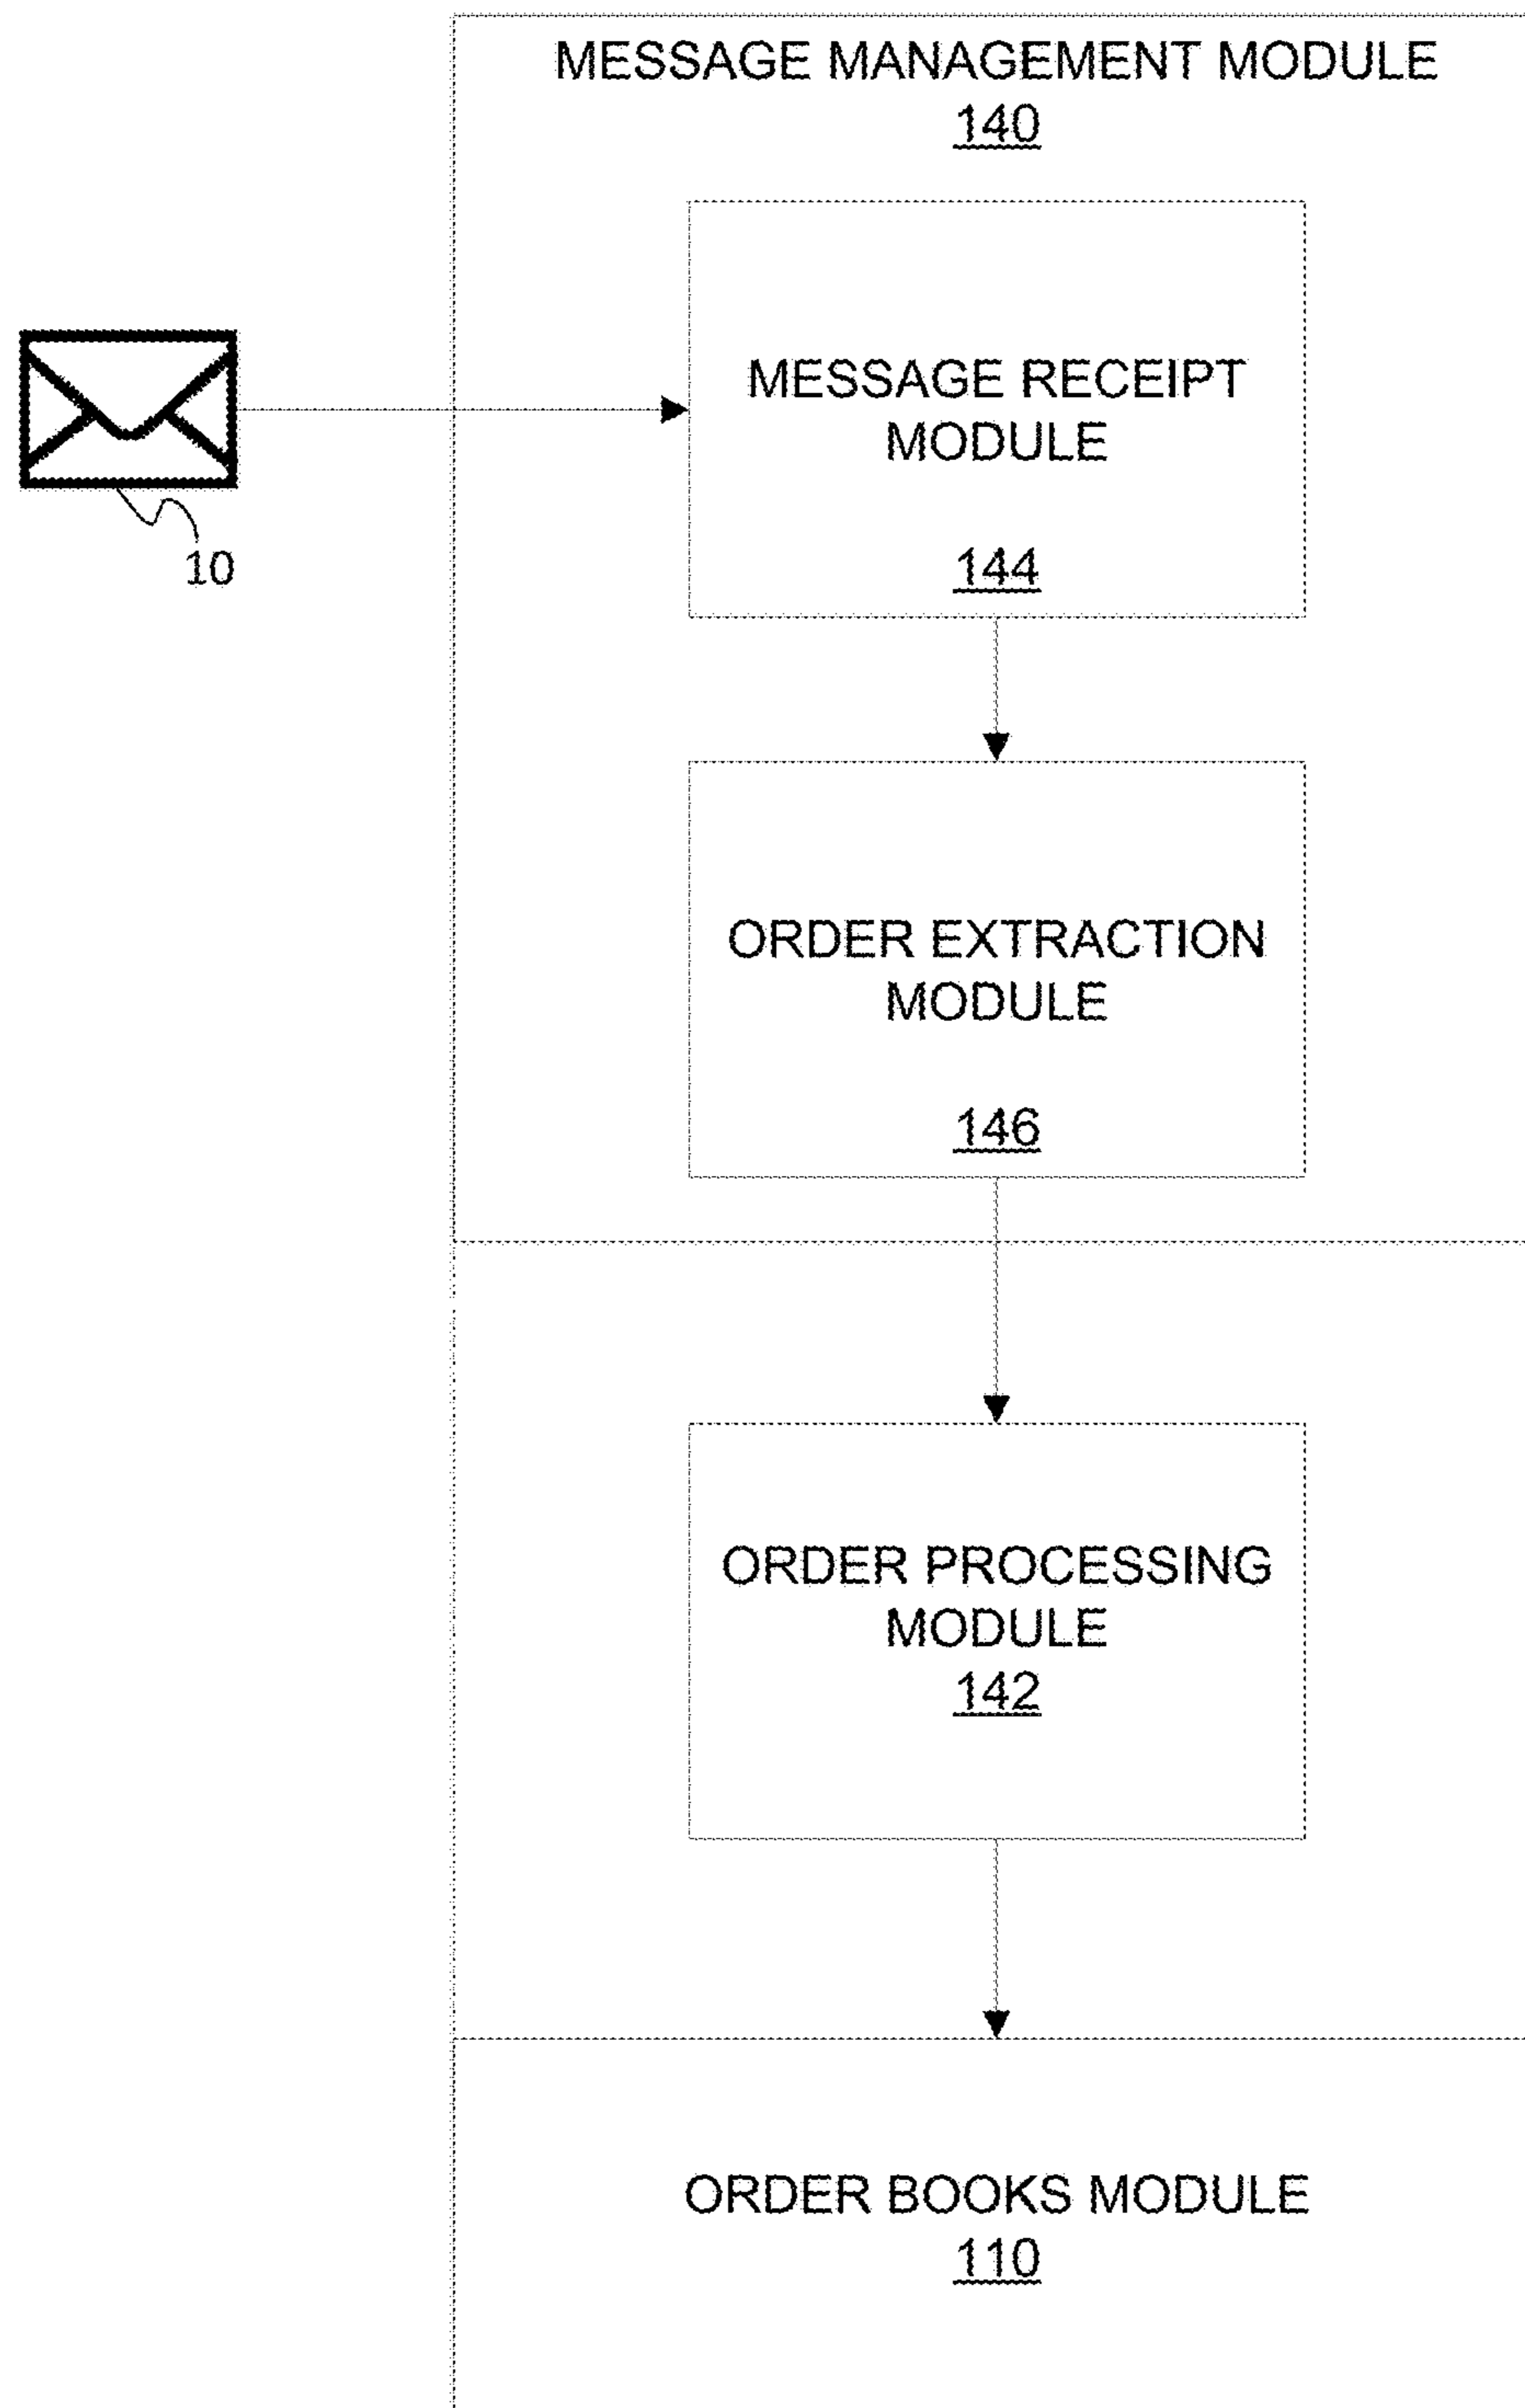 MESSAGE MANAGEMENT MODULE
140
MESSAGE RECEIPT
MODULE
144
10
ORDER EXTRACTION
MODULE
146
ORDER PROCESSING
MODULE
142
ORDER BOOKS MODULE
110